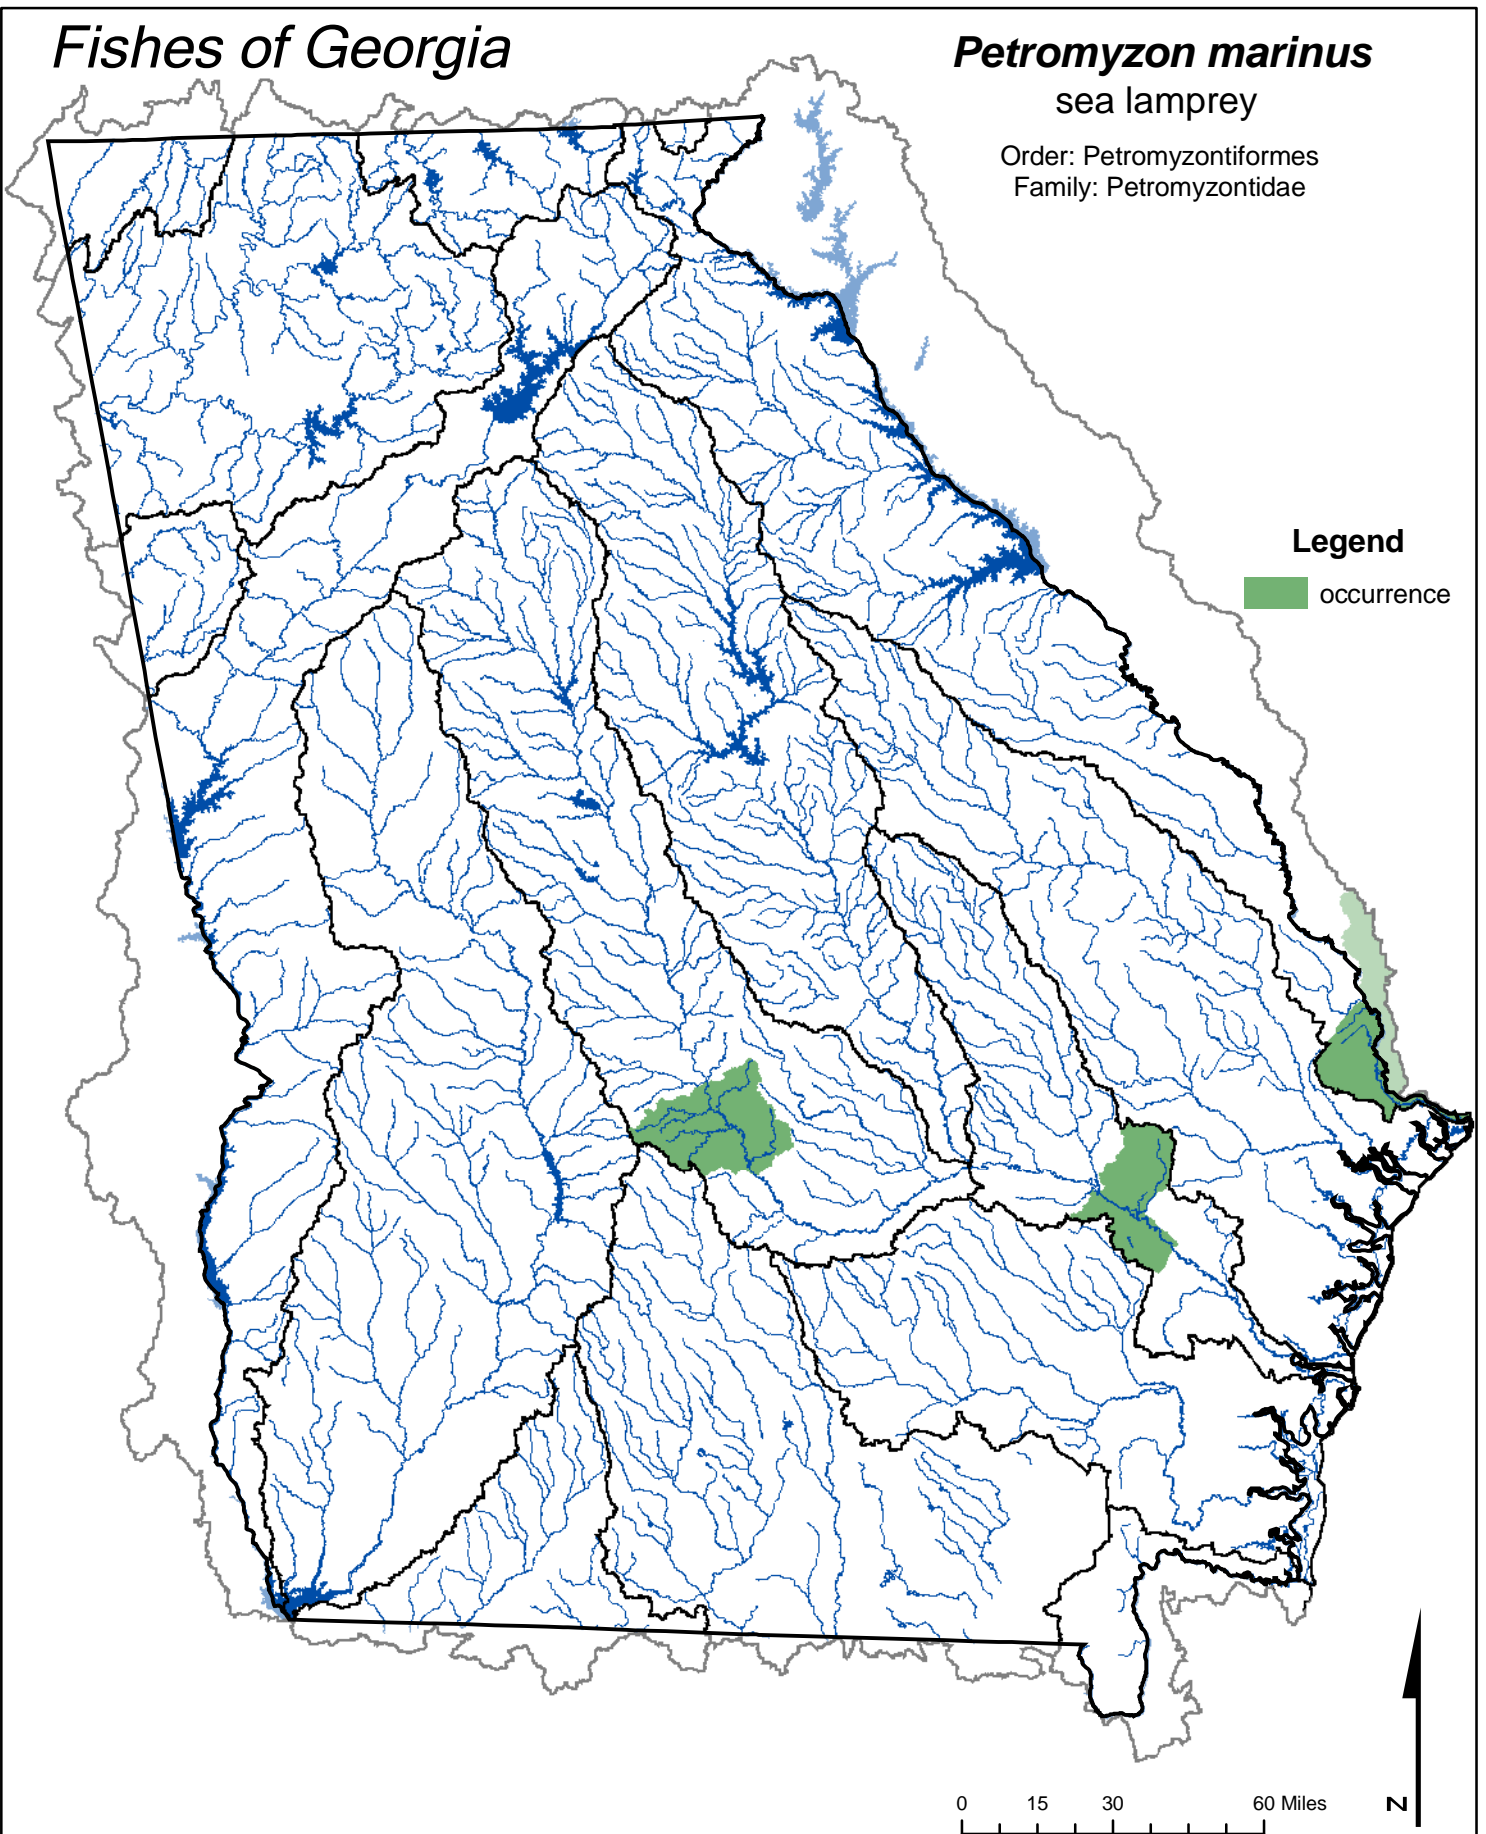 Fishes of Georgia
Petromyzon marinus
sea lamprey
Order: Petromyzontiformes
Family: Petromyzontidae
Legend
occurrence
0 15 30 60 Miles
N